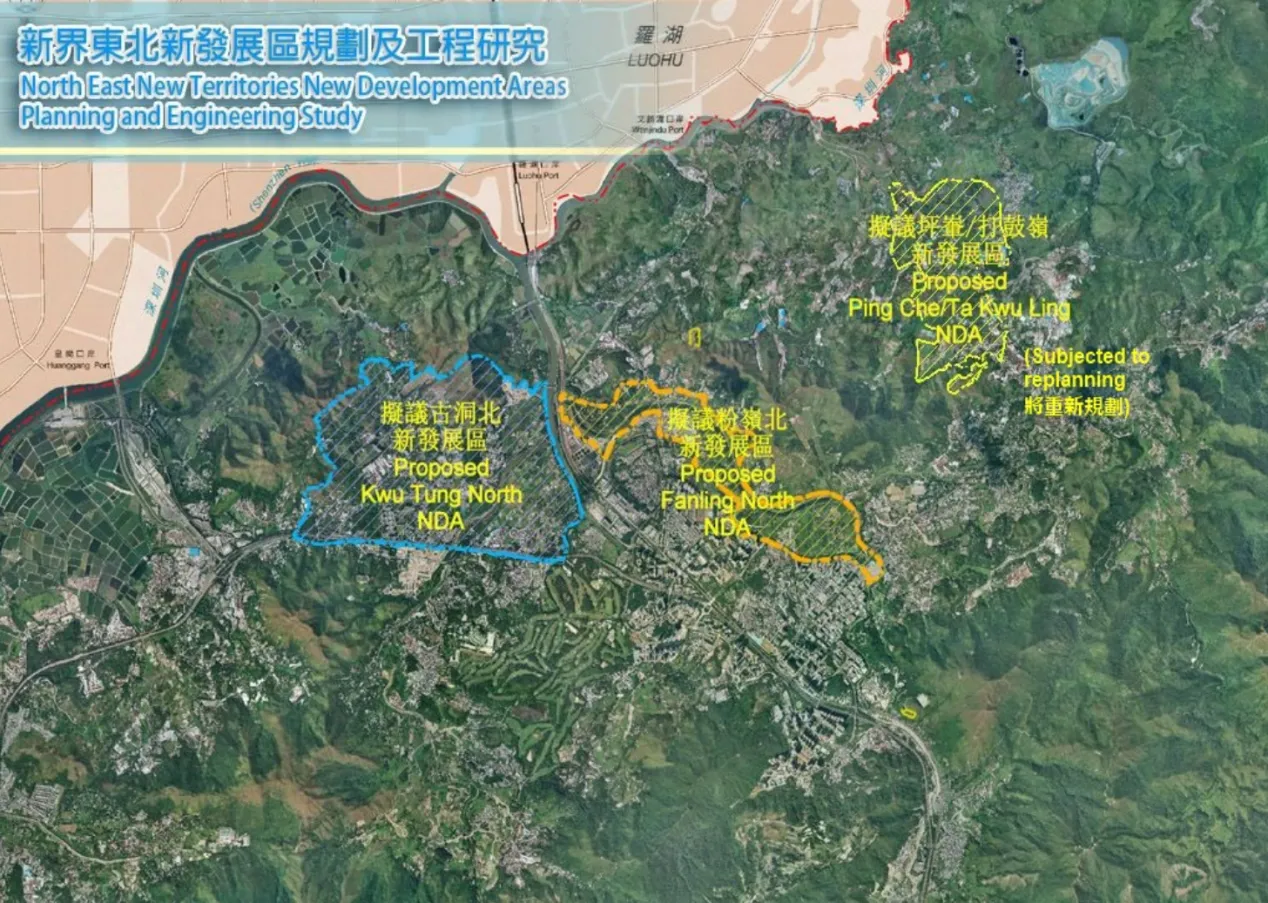 新界東北新發展區規劃及工程研究
North East New Territories New Development Areas
Planning and Engineering Study
羅湖
LUOHU
深圳河
文錦渡口岸
Wenjindu Port
羅湖口岸
Luohu Port
(Shenzhen
深圳河
皇崗口岸
Huanggang Port
擬議坪輋/打鼓嶺
新發展區
Proposed
Ping Che/Ta Kwu Ling
NDA
(Subjected to
replanning
將重新規劃)
擬議古洞北
新發展區
Proposed
Kwu Tung North
NDA
擬議粉嶺北
新發展區
Proposed
Fanling North
NDA